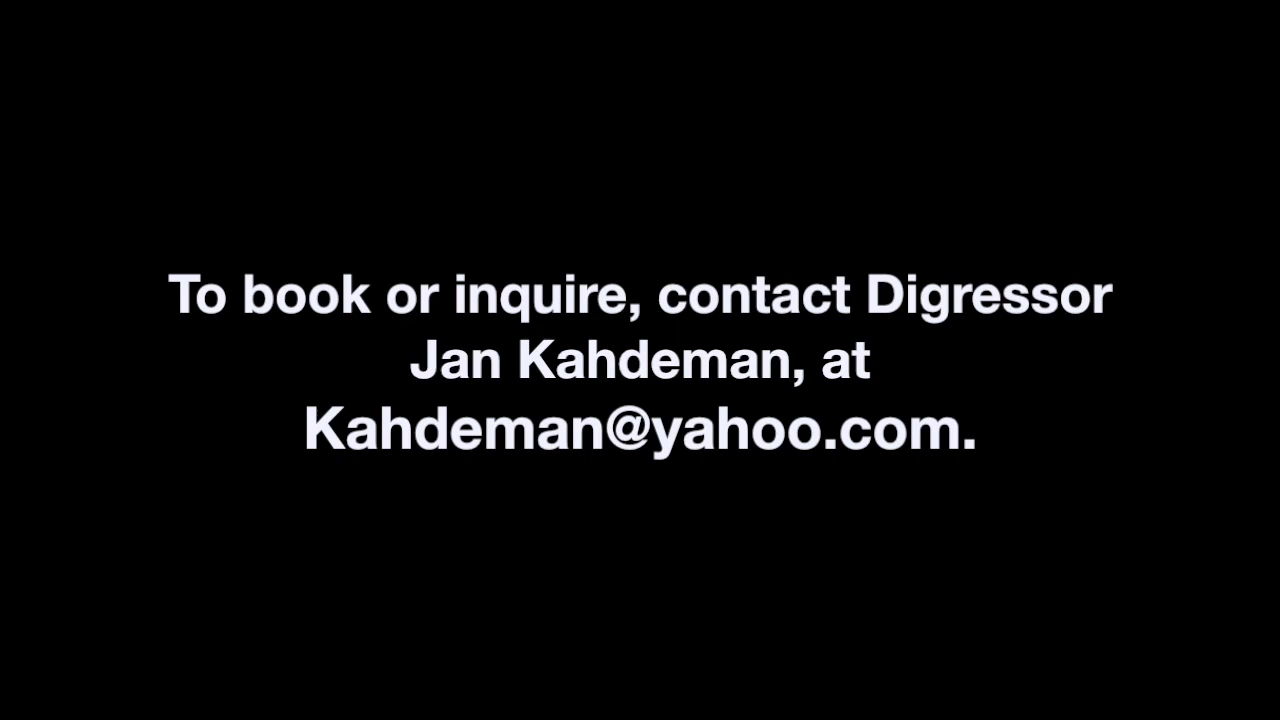 To book or inquire, contact Digressor
Jan Kahdeman, at
Kahdeman@yahoo.com.